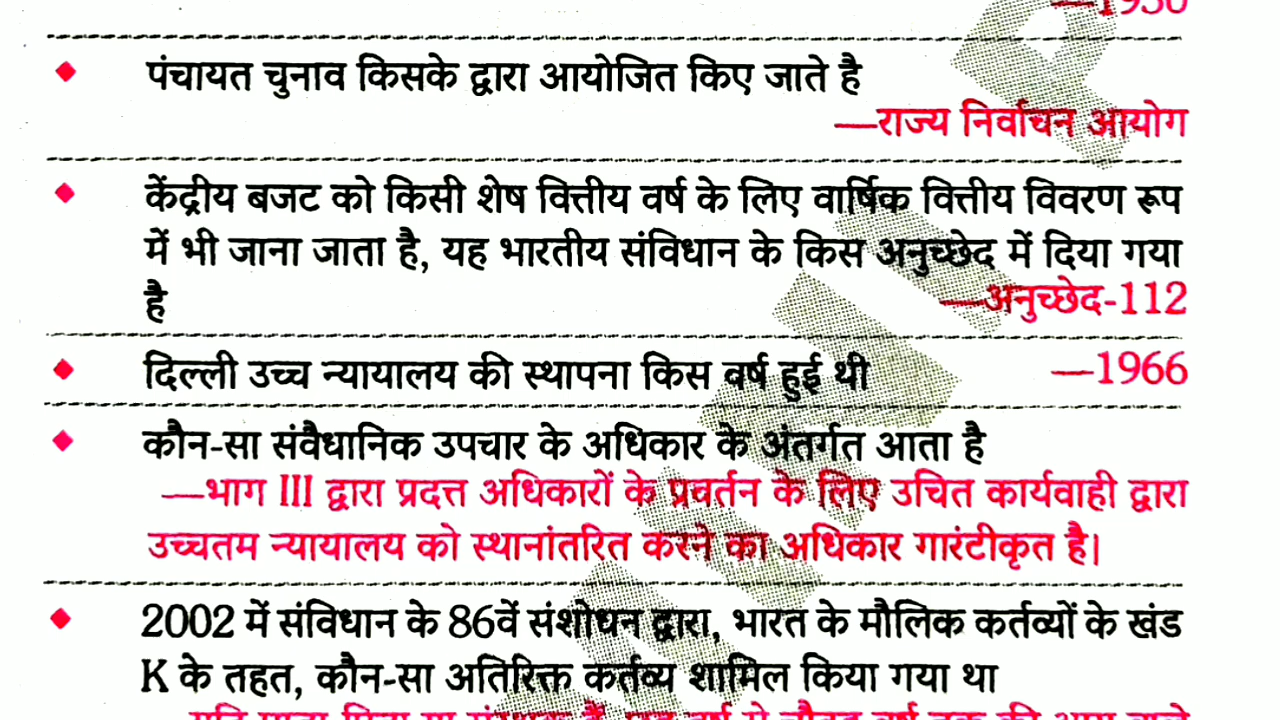 —1950
पंचायत चुनाव किसके द्वारा आयोजित किए जाते है
—राज्य निर्वाचन आयोग
केंद्रीय बजट को किसी शेष वित्तीय वर्ष के लिए वार्षिक वित्तीय विवरण रूप
में भी जाना जाता है, यह भारतीय संविधान के किस अनुच्छेद में दिया गया
है —अनुच्छेद-112
दिल्ली उच्च न्यायालय की स्थापना किस वर्ष हुई थी —1966
कौन-सा संवैधानिक उपचार के अधिकार के अंतर्गत आता है
—भाग III द्वारा प्रदत्त अधिकारों के प्रवर्तन के लिए उचित कार्यवाही द्वारा
उच्चतम न्यायालय को स्थानांतरित करने का अधिकार गारंटीकृत है।
2002 में संविधान के 86वें संशोधन द्वारा, भारत के मौलिक कर्तव्यों के खंड
K के तहत, कौन-सा अतिरिक्त कर्तव्य शामिल किया गया था